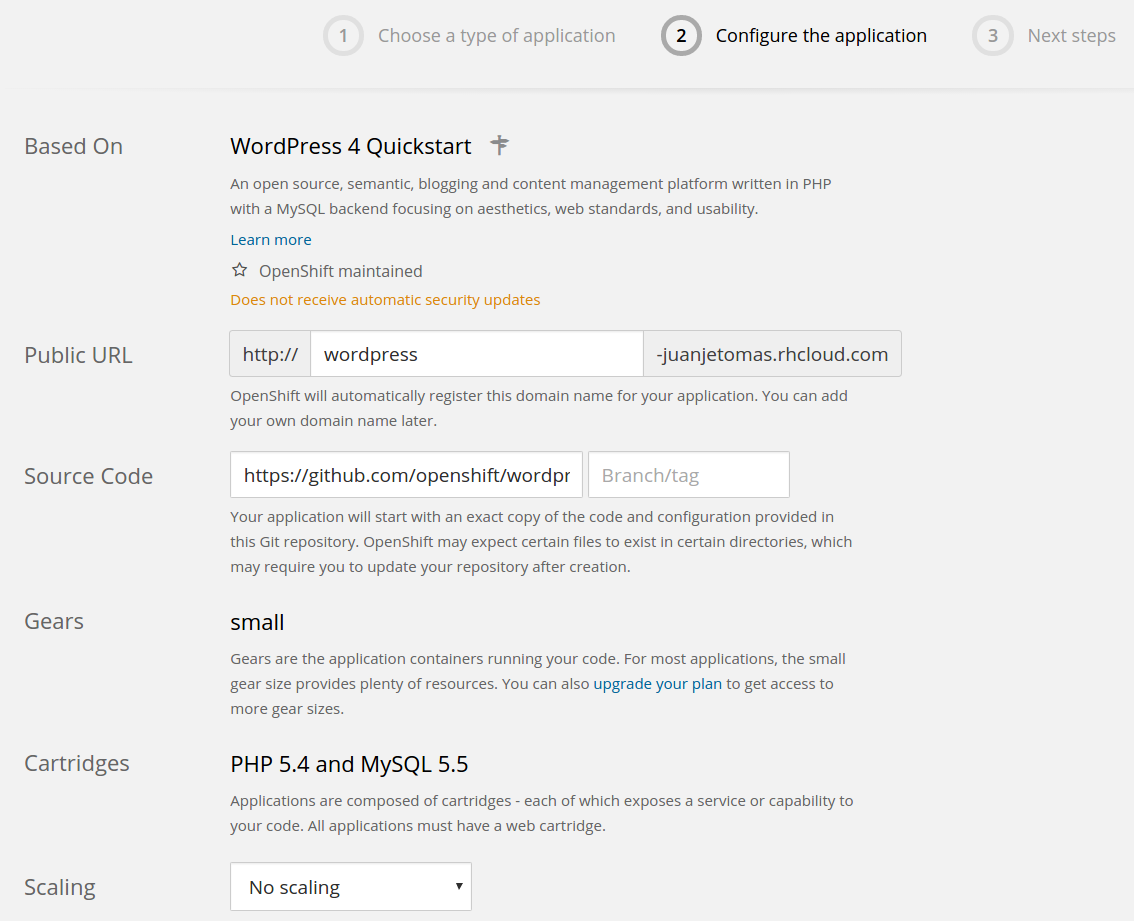 1 Choose a type of application 2 Configure the application 3 Next steps
Based On WordPress 4 Quickstart
An open source, semantic, blogging and content management platform written in PHP
with a MySQL backend focusing on aesthetics, web standards, and usability.
Learn more
OpenShift maintained
Does not receive automatic security updates
Public URL http:// wordpress -juanjetomas.rhcloud.com
OpenShift will automatically register this domain name for your application. You can add
your own domain name later.
Source Code https://github.com/openshift/wordpr Branch/tag
Your application will start with an exact copy of the code and configuration provided in
this Git repository. OpenShift may expect certain files to exist in certain directories, which
may require you to update your repository after creation.
Gears small
Gears are the application containers running your code. For most applications, the small
gear size provides plenty of resources. You can also upgrade your plan to get access to
more gear sizes.
Cartridges PHP 5.4 and MySQL 5.5
Applications are composed of cartridges - each of which exposes a service or capability to
your code. All applications must have a web cartridge.
Scaling No scaling